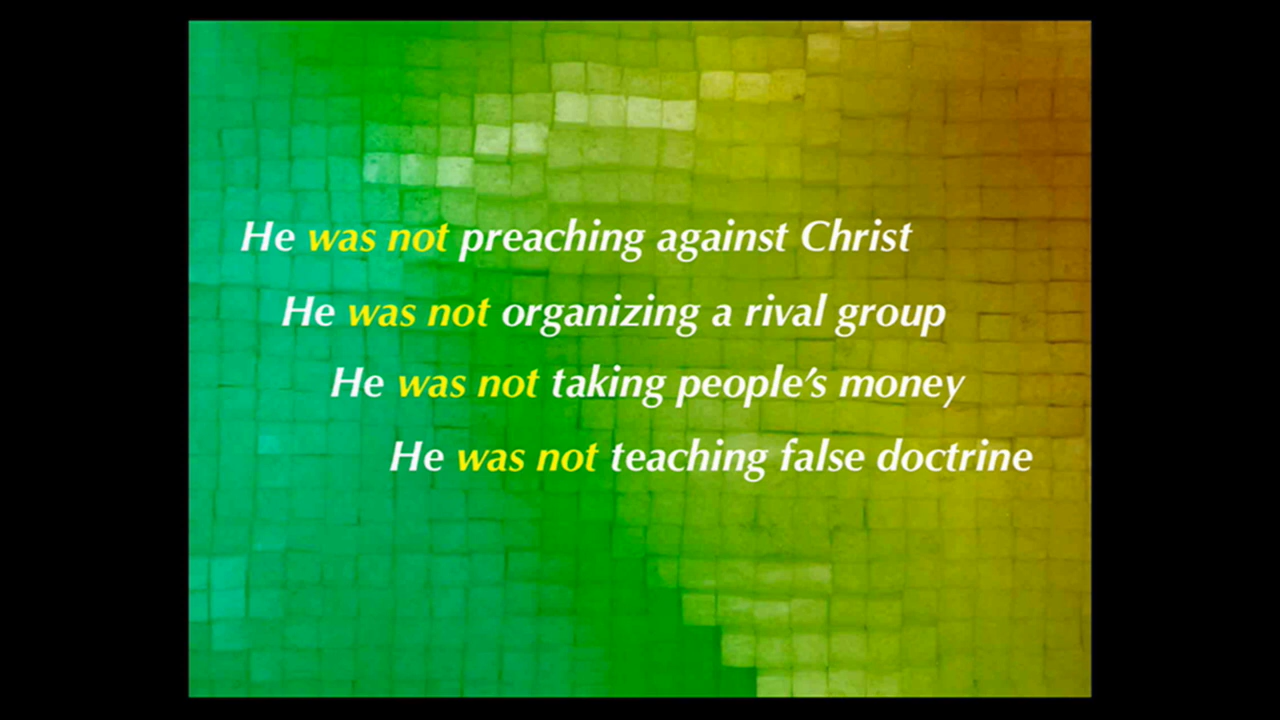 He was not preaching against Christ
He was not organizing a rival group
He was not taking people’s money
He was not teaching false doctrine